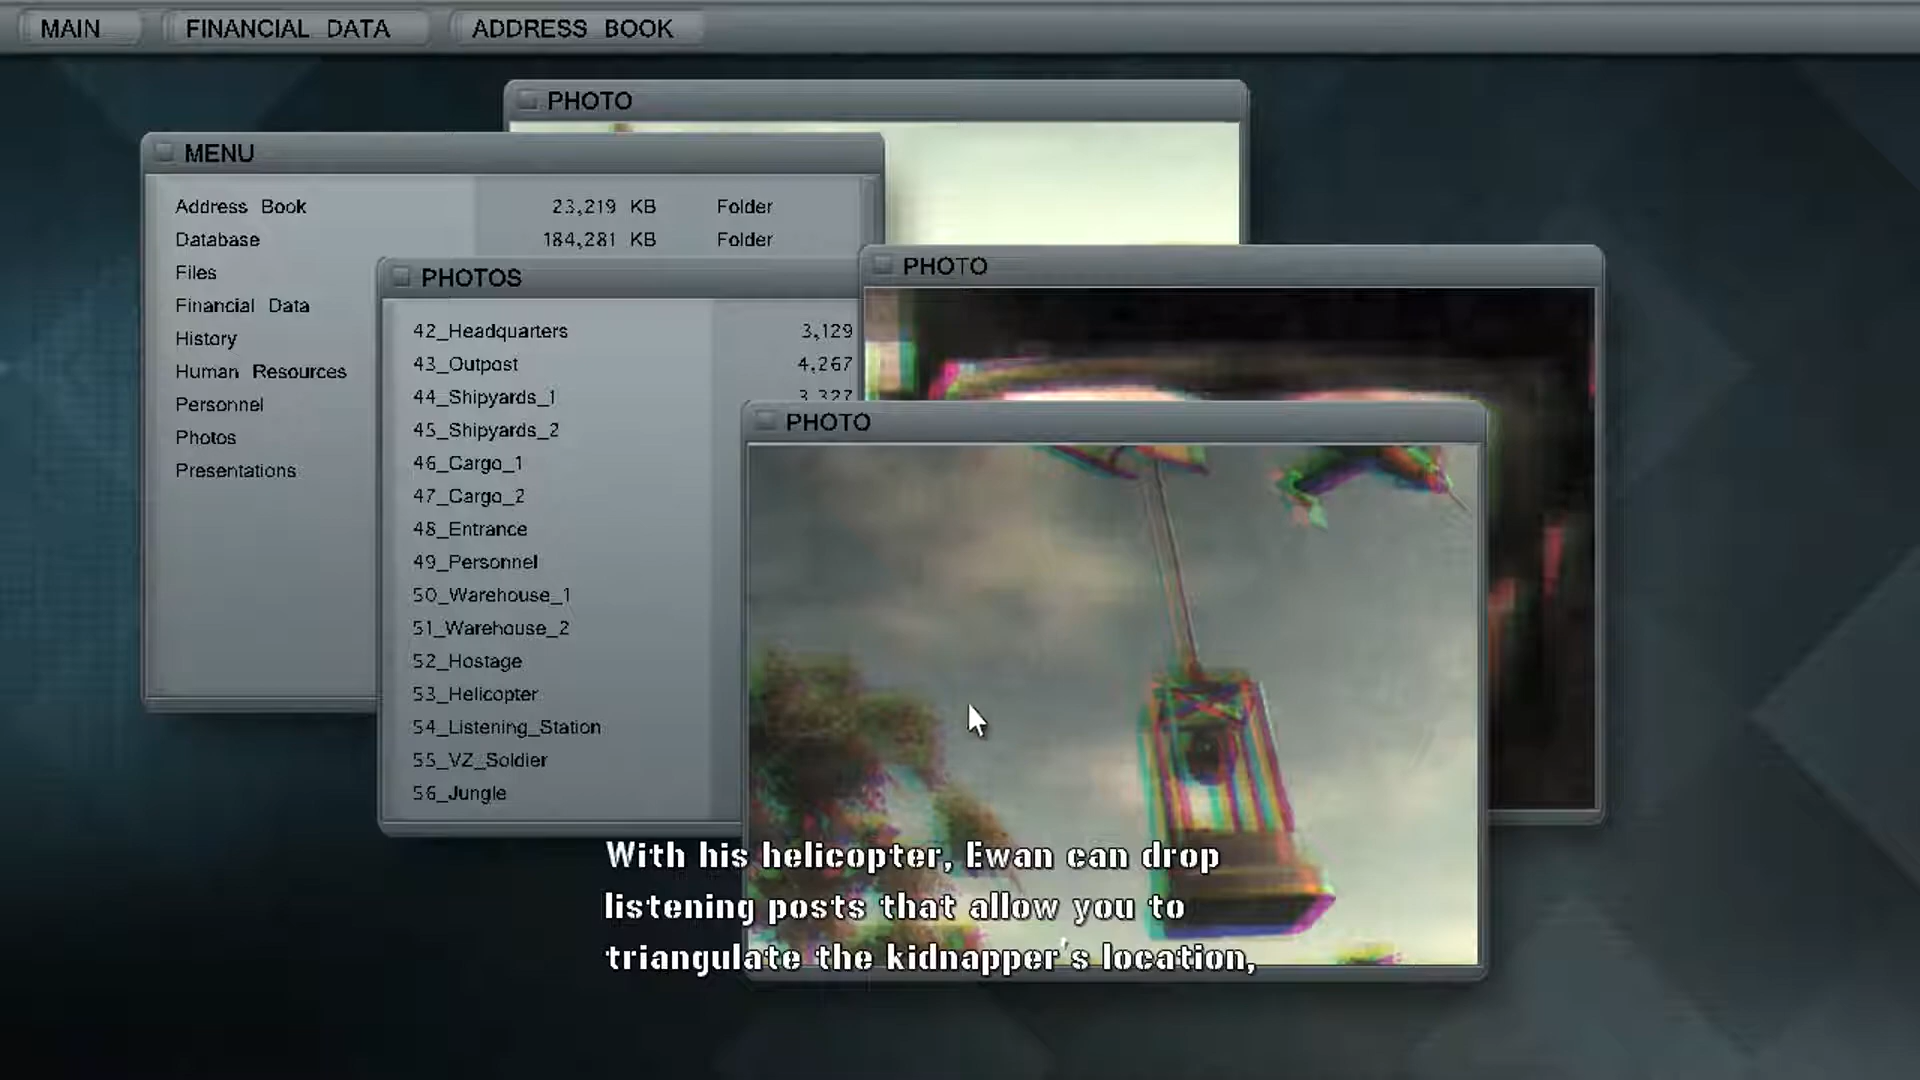 MAIN FINANCIAL DATA ADDRESS BOOK
PHOTO
MENU
Address Book 23,219 KB Folder
Database 184,281 KB Folder
Files
Financial Data
History
Human Resources
Personnel
Photos
Presentations
PHOTOS
42_Headquarters 3,129
43_Outpost 4,267
44_Shipyards_1 3,327
45_Shipyards_2
46_Cargo_1
47_Cargo_2
48_Entrance
49_Personnel
50_Warehouse_1
51_Warehouse_2
52_Hostage
53_Helicopter
54_Listening_Station
55_VZ_Soldier
56_Jungle
PHOTO
PHOTO
With his helicopter, Ewan can drop
listening posts that allow you to
triangulate the kidnapper's location,